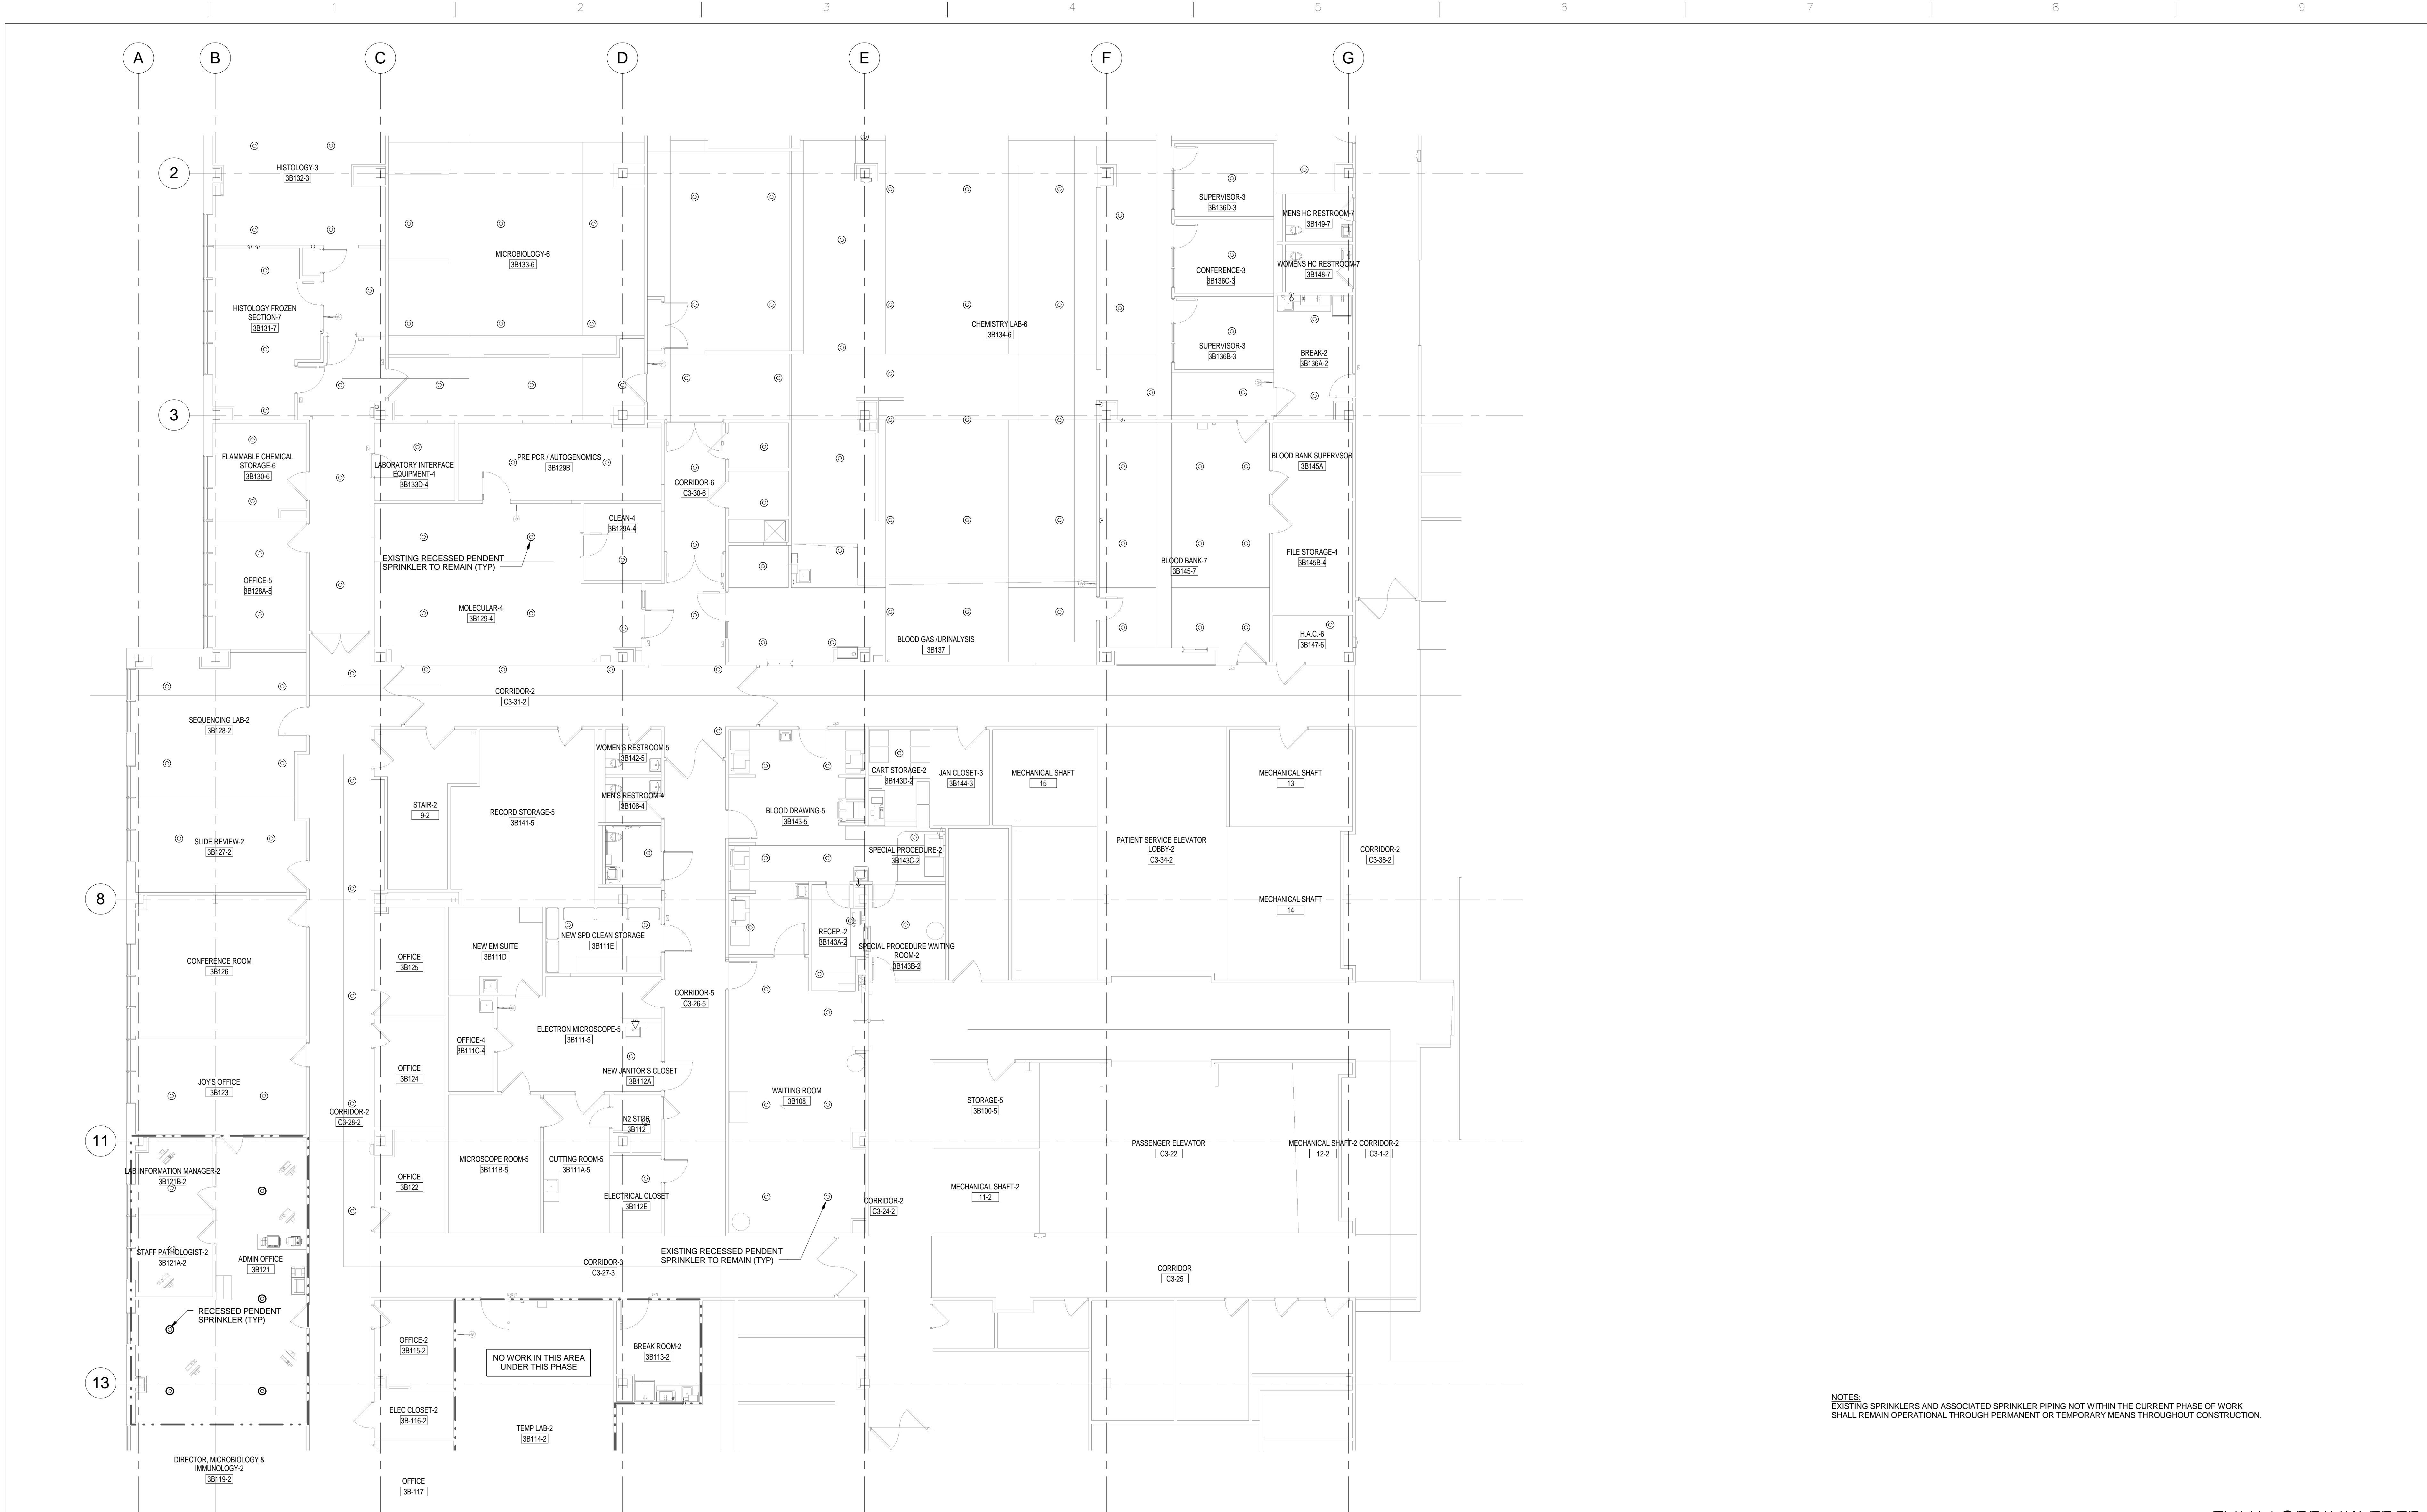 1 2 3 4 6 5 6 7 8 9
A B C D E F G
2
HISTOLOGY-3
3B132-3
MICROBIOLOGY-6
3B133-6
SUPERVISOR-3
3B136D-3
MENS HC RESTROOM-7
3B149-7
CONFERENCE-3
3B136C-3
WOMENS HC RESTROOM-7
3B148-7
HISTOLOGY FROZEN
SECTION-7
3B131-7
CHEMISTRY LAB-6
3B134-6
SUPERVISOR-3
3B136B-3
BREAK-2
3B136A-2
3
FLAMMABLE CHEMICAL
STORAGE-6
3B130-6
LABORATORY INTERFACE
EQUIPMENT-4
3B133D-4
PRE PCR / AUTOGENOMICS
3B129B
CORRIDOR-6
C3-30-6
BLOOD BANK SUPERVSOR
3B145A
CLEAN-4
3B129A-4
EXISTING RECESSED PENDENT
SPRINKLER TO REMAIN (TYP)
FILE STORAGE-4
3B145B-4
BLOOD BANK-7
3B145-7
OFFICE-5
3B128A-5
MOLECULAR-4
3B129-4
BLOOD GAS /URINALYSIS
3B137
H.A.C.-6
3B147-6
CORRIDOR-2
C3-31-2
SEQUENCING LAB-2
3B128-2
WOMEN'S RESTROOM-5
3B142-5
MEN'S RESTROOM-4
3B106-4
CART STORAGE-2
3B143D-2
JAN CLOSET-3
3B144-3
MECHANICAL SHAFT
15
MECHANICAL SHAFT
13
STAIR-2
9-2
RECORD STORAGE-5
3B141-5
BLOOD DRAWING-5
3B143-5
SLIDE REVIEW-2
3B127-2
SPECIAL PROCEDURE-2
3B143C-2
PATIENT SERVICE ELEVATOR
LOBBY-2
C3-34-2
CORRIDOR-2
C3-38-2
8
MECHANICAL SHAFT
14
NEW SPD CLEAN STORAGE
3B111E
RECEP.-2
3B143A-2
NEW EM SUITE
3B111D
SPECIAL PROCEDURE WAITING
ROOM-2
3B143B-2
CONFERENCE ROOM
3B126
OFFICE
3B125
CORRIDOR-5
C3-26-5
ELECTRON MICROSCOPE-5
3B111-5
OFFICE-4
3B111C-4
OFFICE
3B124
NEW JANITOR'S CLOSET
3B112A
JOY'S OFFICE
3B123
WAITIING ROOM
3B108
STORAGE-5
3B100-5
CORRIDOR-2
C3-28-2
N2 STOR
3B112
11
PASSENGER ELEVATOR
C3-22
MECHANICAL SHAFT-2
12-2
CORRIDOR-2
C3-1-2
LAB INFORMATION MANAGER-2
3B121B-2
OFFICE
3B122
MICROSCOPE ROOM-5
3B111B-5
CUTTING ROOM-5
3B111A-5
ELECTRICAL CLOSET
3B112E
CORRIDOR-2
C3-24-2
MECHANICAL SHAFT-2
11-2
STAFF PATHOLOGIST-2
3B121A-2
ADMIN OFFICE
3B121
EXISTING RECESSED PENDENT
SPRINKLER TO REMAIN (TYP)
CORRIDOR-3
C3-27-3
CORRIDOR
C3-25
RECESSED PENDENT
SPRINKLER (TYP)
OFFICE-2
3B115-2
NO WORK IN THIS AREA
UNDER THIS PHASE
BREAK ROOM-2
3B113-2
13
ELEC CLOSET-2
3B-116-2
TEMP LAB-2
3B114-2
DIRECTOR, MICROBIOLOGY &
IMMUNOLOGY-2
3B119-2
OFFICE
3B-117
NOTES:
EXISTING SPRINKLERS AND ASSOCIATED SPRINKLER PIPING NOT WITHIN THE CURRENT PHASE OF WORK
SHALL REMAIN OPERATIONAL THROUGH PERMANENT OR TEMPORARY MEANS THROUGHOUT CONSTRUCTION.